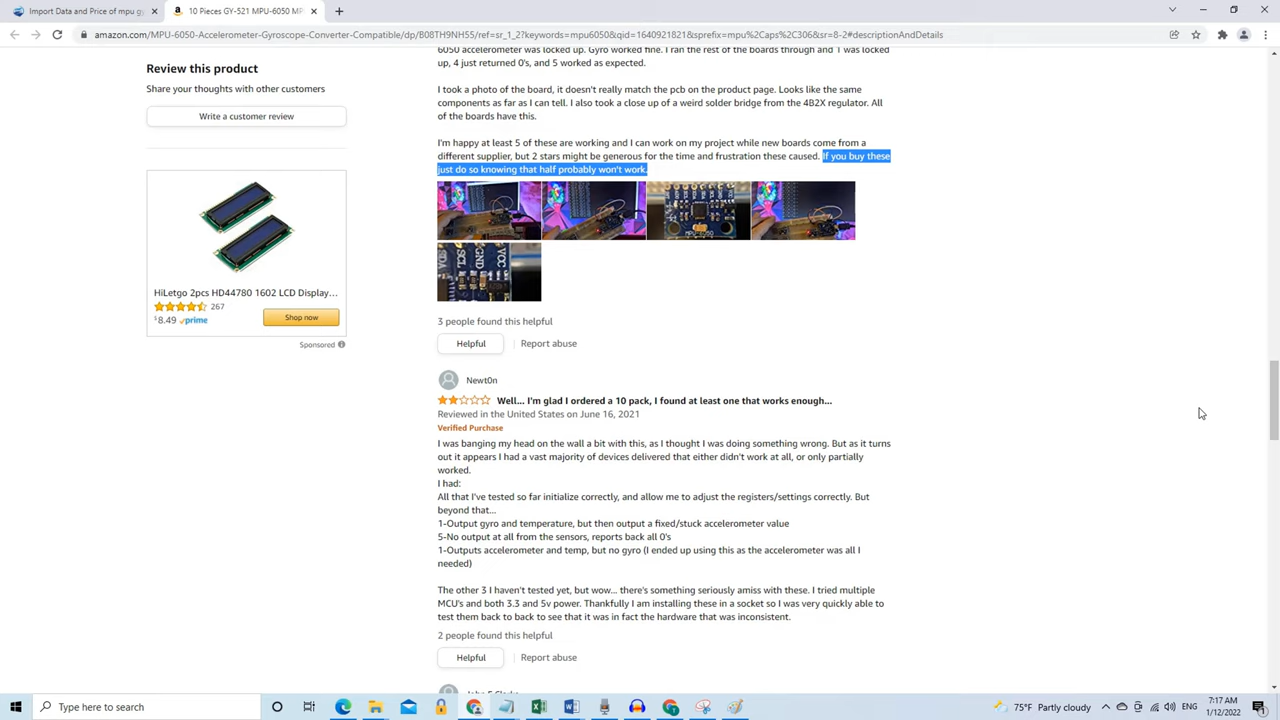 Import Data and Price of mpu gy
10 Pieces GY-521 MPU-6050 MP
amazon.com/MPU-6050-Accelerometer-Gyroscope-Converter-Compatible/dp/B08TH9NH55/ref=sr_1_2?keywords=mpu6050&qid=1640921821&sprefix=mpu%2Caps%2C306&sr=8-2#descriptionAndDetails
6050 accelerometer was locked up. Gyro worked fine. I ran the rest of the boards through and 1 was locked
up, 4 just returned 0's, and 5 worked as expected.
Review this product
Share your thoughts with other customers
Write a customer review
I took a photo of the board, it doesn't really match the pcb on the product page. Looks like the same
components as far as I can tell. I also took a close up of a weird solder bridge from the 4B2X regulator. All
of the boards have this.
I'm happy at least 5 of these are working and I can work on my project while new boards come from a
different supplier, but 2 stars might be generous for the time and frustration these caused. If you buy these
just do so knowing that half probably won't work.
MPU-6050
SDA
SCL
GND
VCC
HiLetgo 2pcs HD44780 1602 LCD Display...
267
$8.49 prime
Shop now
Sponsored
3 people found this helpful
Helpful
Report abuse
Newt0n
Well... I'm glad I ordered a 10 pack, I found at least one that works enough...
Reviewed in the United States on June 16, 2021
Verified Purchase
I was banging my head on the wall a bit with this, as I thought I was doing something wrong. But as it turns
out it appears I had a vast majority of devices delivered that either didn't work at all, or only partially
worked.
I had:
All that I've tested so far initialize correctly, and allow me to adjust the registers/settings correctly. But
beyond that...
1-Output gyro and temperature, but then output a fixed/stuck accelerometer value
5-No output at all from the sensors, reports back all 0's
1-Outputs accelerometer and temp, but no gyro (I ended up using this as the accelerometer was all I
needed)
The other 3 I haven't tested yet, but wow... there's something seriously amiss with these. I tried multiple
MCU's and both 3.3 and 5v power. Thankfully I am installing these in a socket so I was very quickly able to
test them back to back to see that it was in fact the hardware that was inconsistent.
2 people found this helpful
Helpful
Report abuse
Type here to search
75°F Partly cloudy
ENG
7:17 AM
1/12/2022